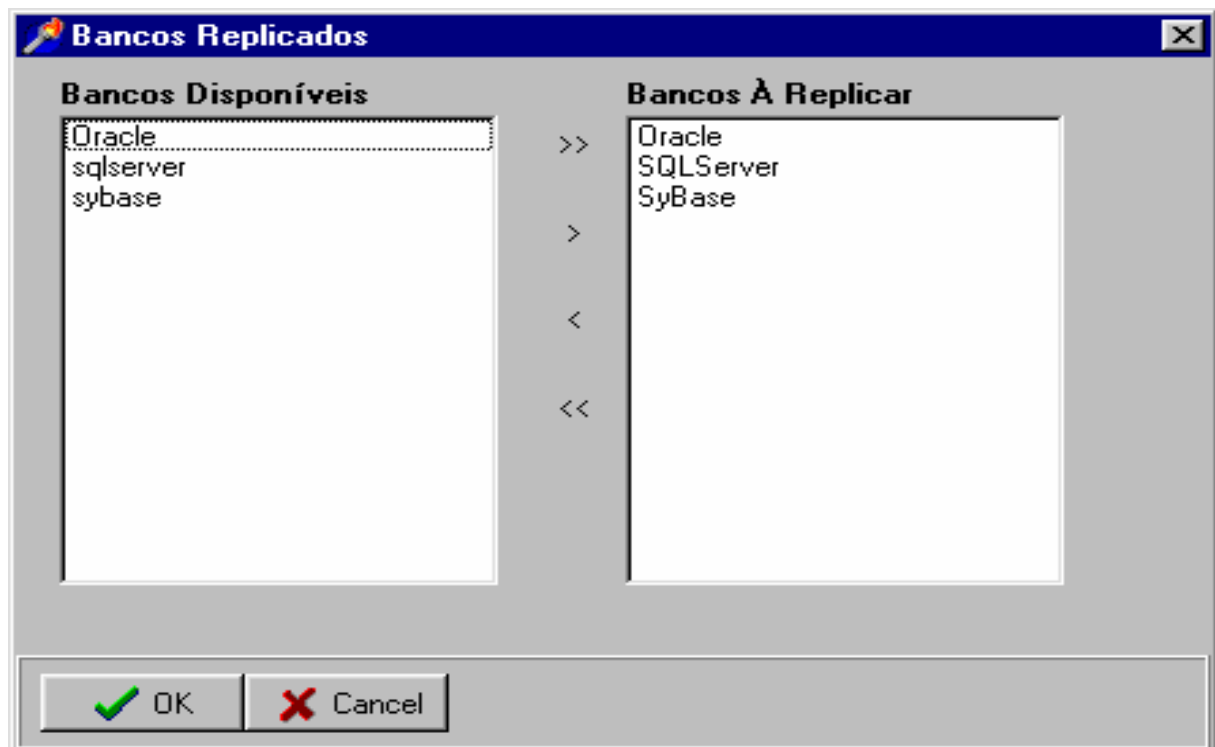 Bancos Replicados
Bancos Disponíveis
Oracle
sqlserver
sybase
>>
>
<
<<
Bancos À Replicar
Oracle
SQLServer
SyBase
OK
Cancel